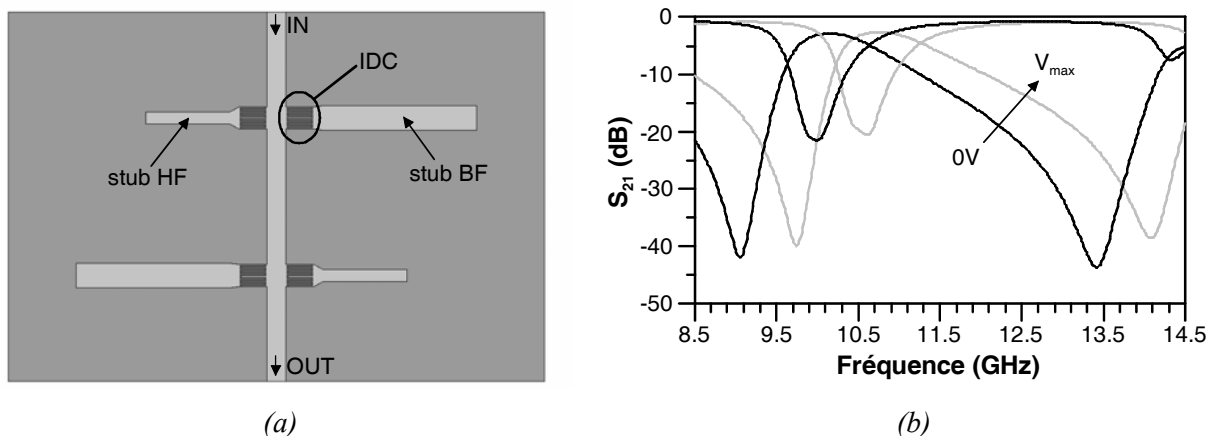 IN
IDC
stub HF
stub BF
OUT
(a)
0
-10
-20
-30
-40
-50
S21 (dB)
Vmax
0V
8.5 9.5 10.5 11.5 12.5 13.5 14.5
Fréquence (GHz)
(b)